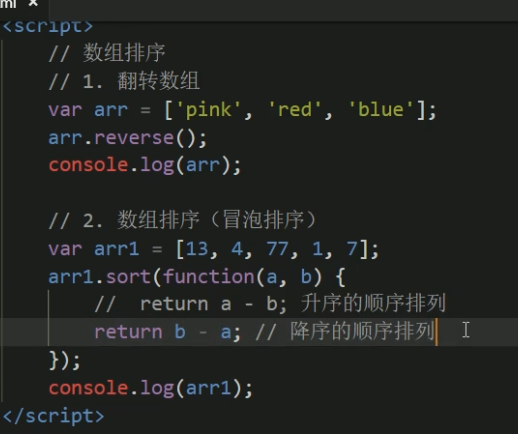 ml ×
<script>
// 数组排序
// 1. 翻转数组
var arr = ['pink', 'red', 'blue'];
arr.reverse();
console.log(arr);
// 2. 数组排序（冒泡排序）
var arr1 = [13, 4, 77, 1, 7];
arr1.sort(function(a, b) {
//  return a - b; 升序的顺序排列
return b - a; // 降序的顺序排列
});
console.log(arr1);
</script>